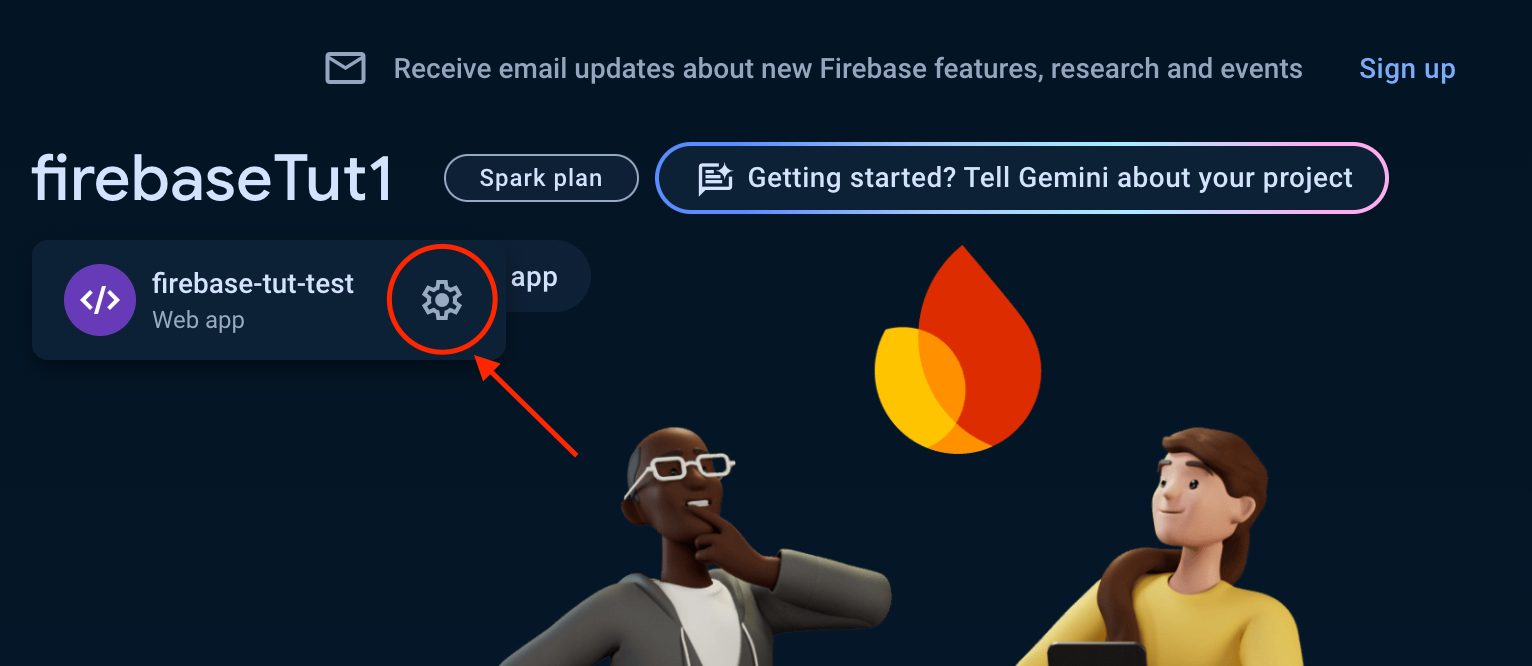 Receive email updates about new Firebase features, research and events
Sign up
firebaseTut1
Spark plan
Getting started? Tell Gemini about your project
firebase-tut-test
Web app
app